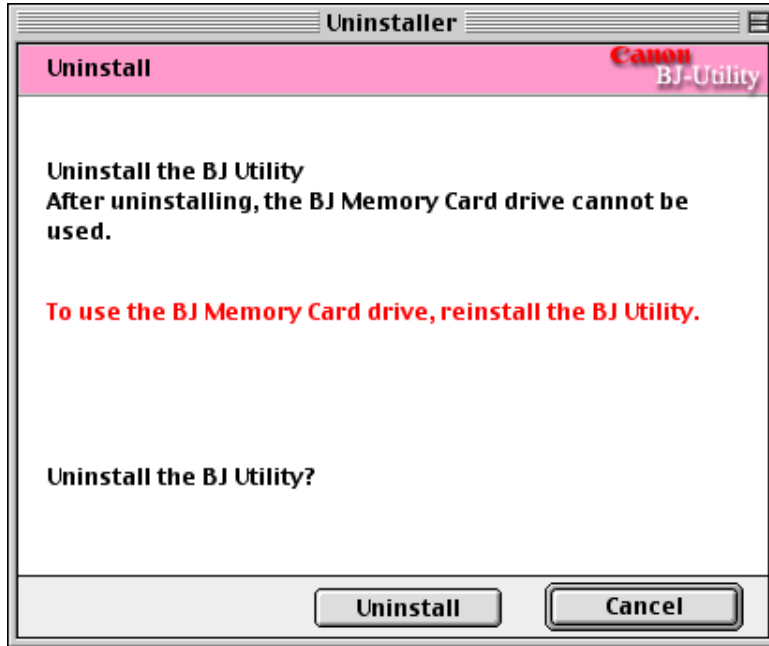 Uninstaller
Uninstall
Canon
BJ-Utility
Uninstall the BJ Utility
After uninstalling, the BJ Memory Card drive cannot be
used.
To use the BJ Memory Card drive, reinstall the BJ Utility.
Uninstall the BJ Utility?
Uninstall
Cancel